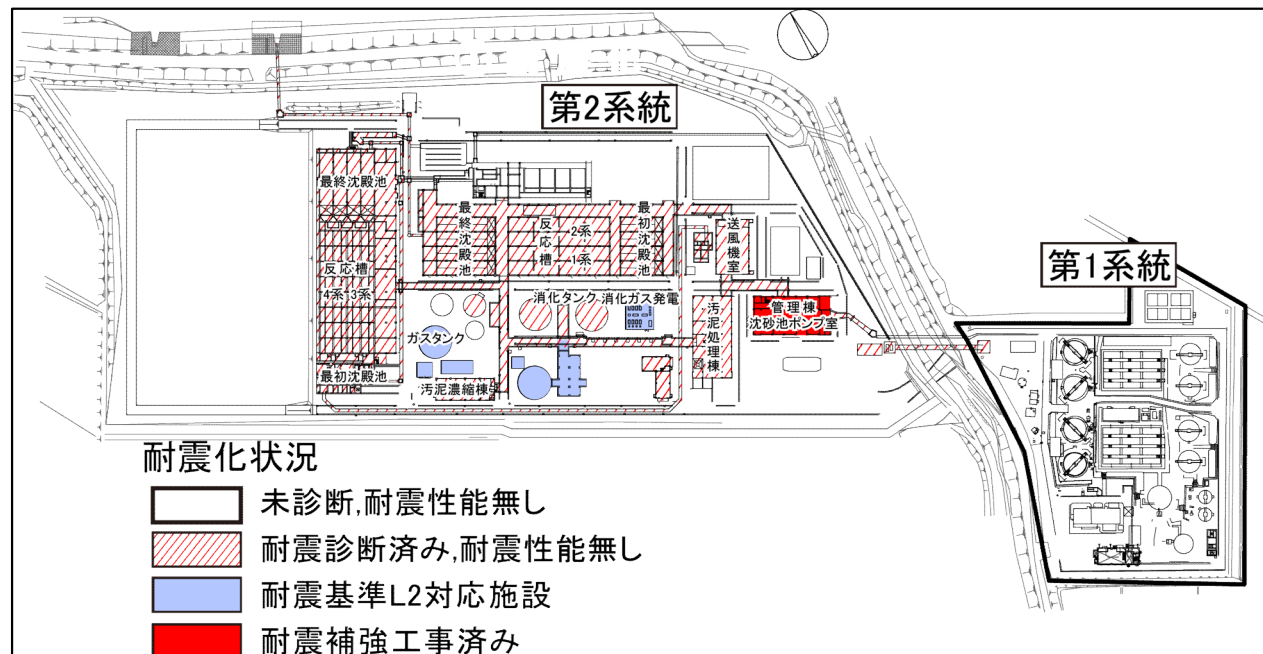 第2系統
第1系統
最終沈殿池
反応槽
4系 3系
最初沈殿池
最終沈殿池
反応槽
2系
1系
最初沈殿池
送風機室
消化タンク
消化ガス発電
ガスタンク
汚泥濃縮棟
汚泥処理棟
管理棟
沈砂池ポンプ室
耐震化状況
未診断,耐震性能無し
耐震診断済み,耐震性能無し
耐震基準L2対応施設
耐震補強工事済み